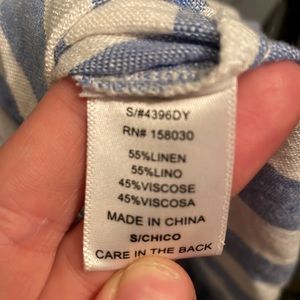 S/#4396DY
RN# 158030
55%LINEN
55%LINO
45%VISCOSE
45%VISCOSA
MADE IN CHINA
S/CHICO
CARE IN THE BACK